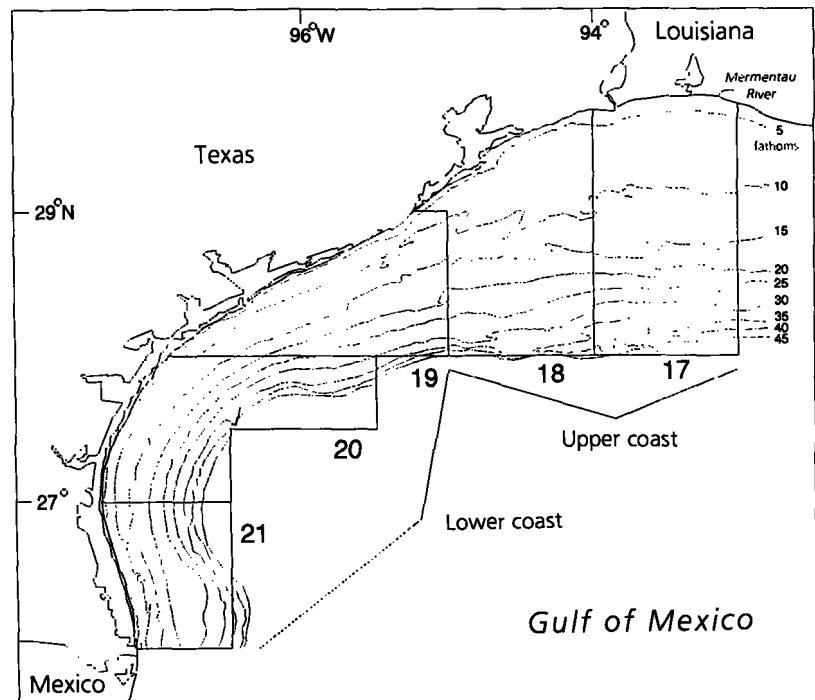 96°W
94°
Louisiana
Mermentau
River
Texas
5
fathoms
10
29°N
15
20
25
30
35
40
45
19
18
17
Upper coast
20
27°
21
Lower coast
Gulf of Mexico
Mexico